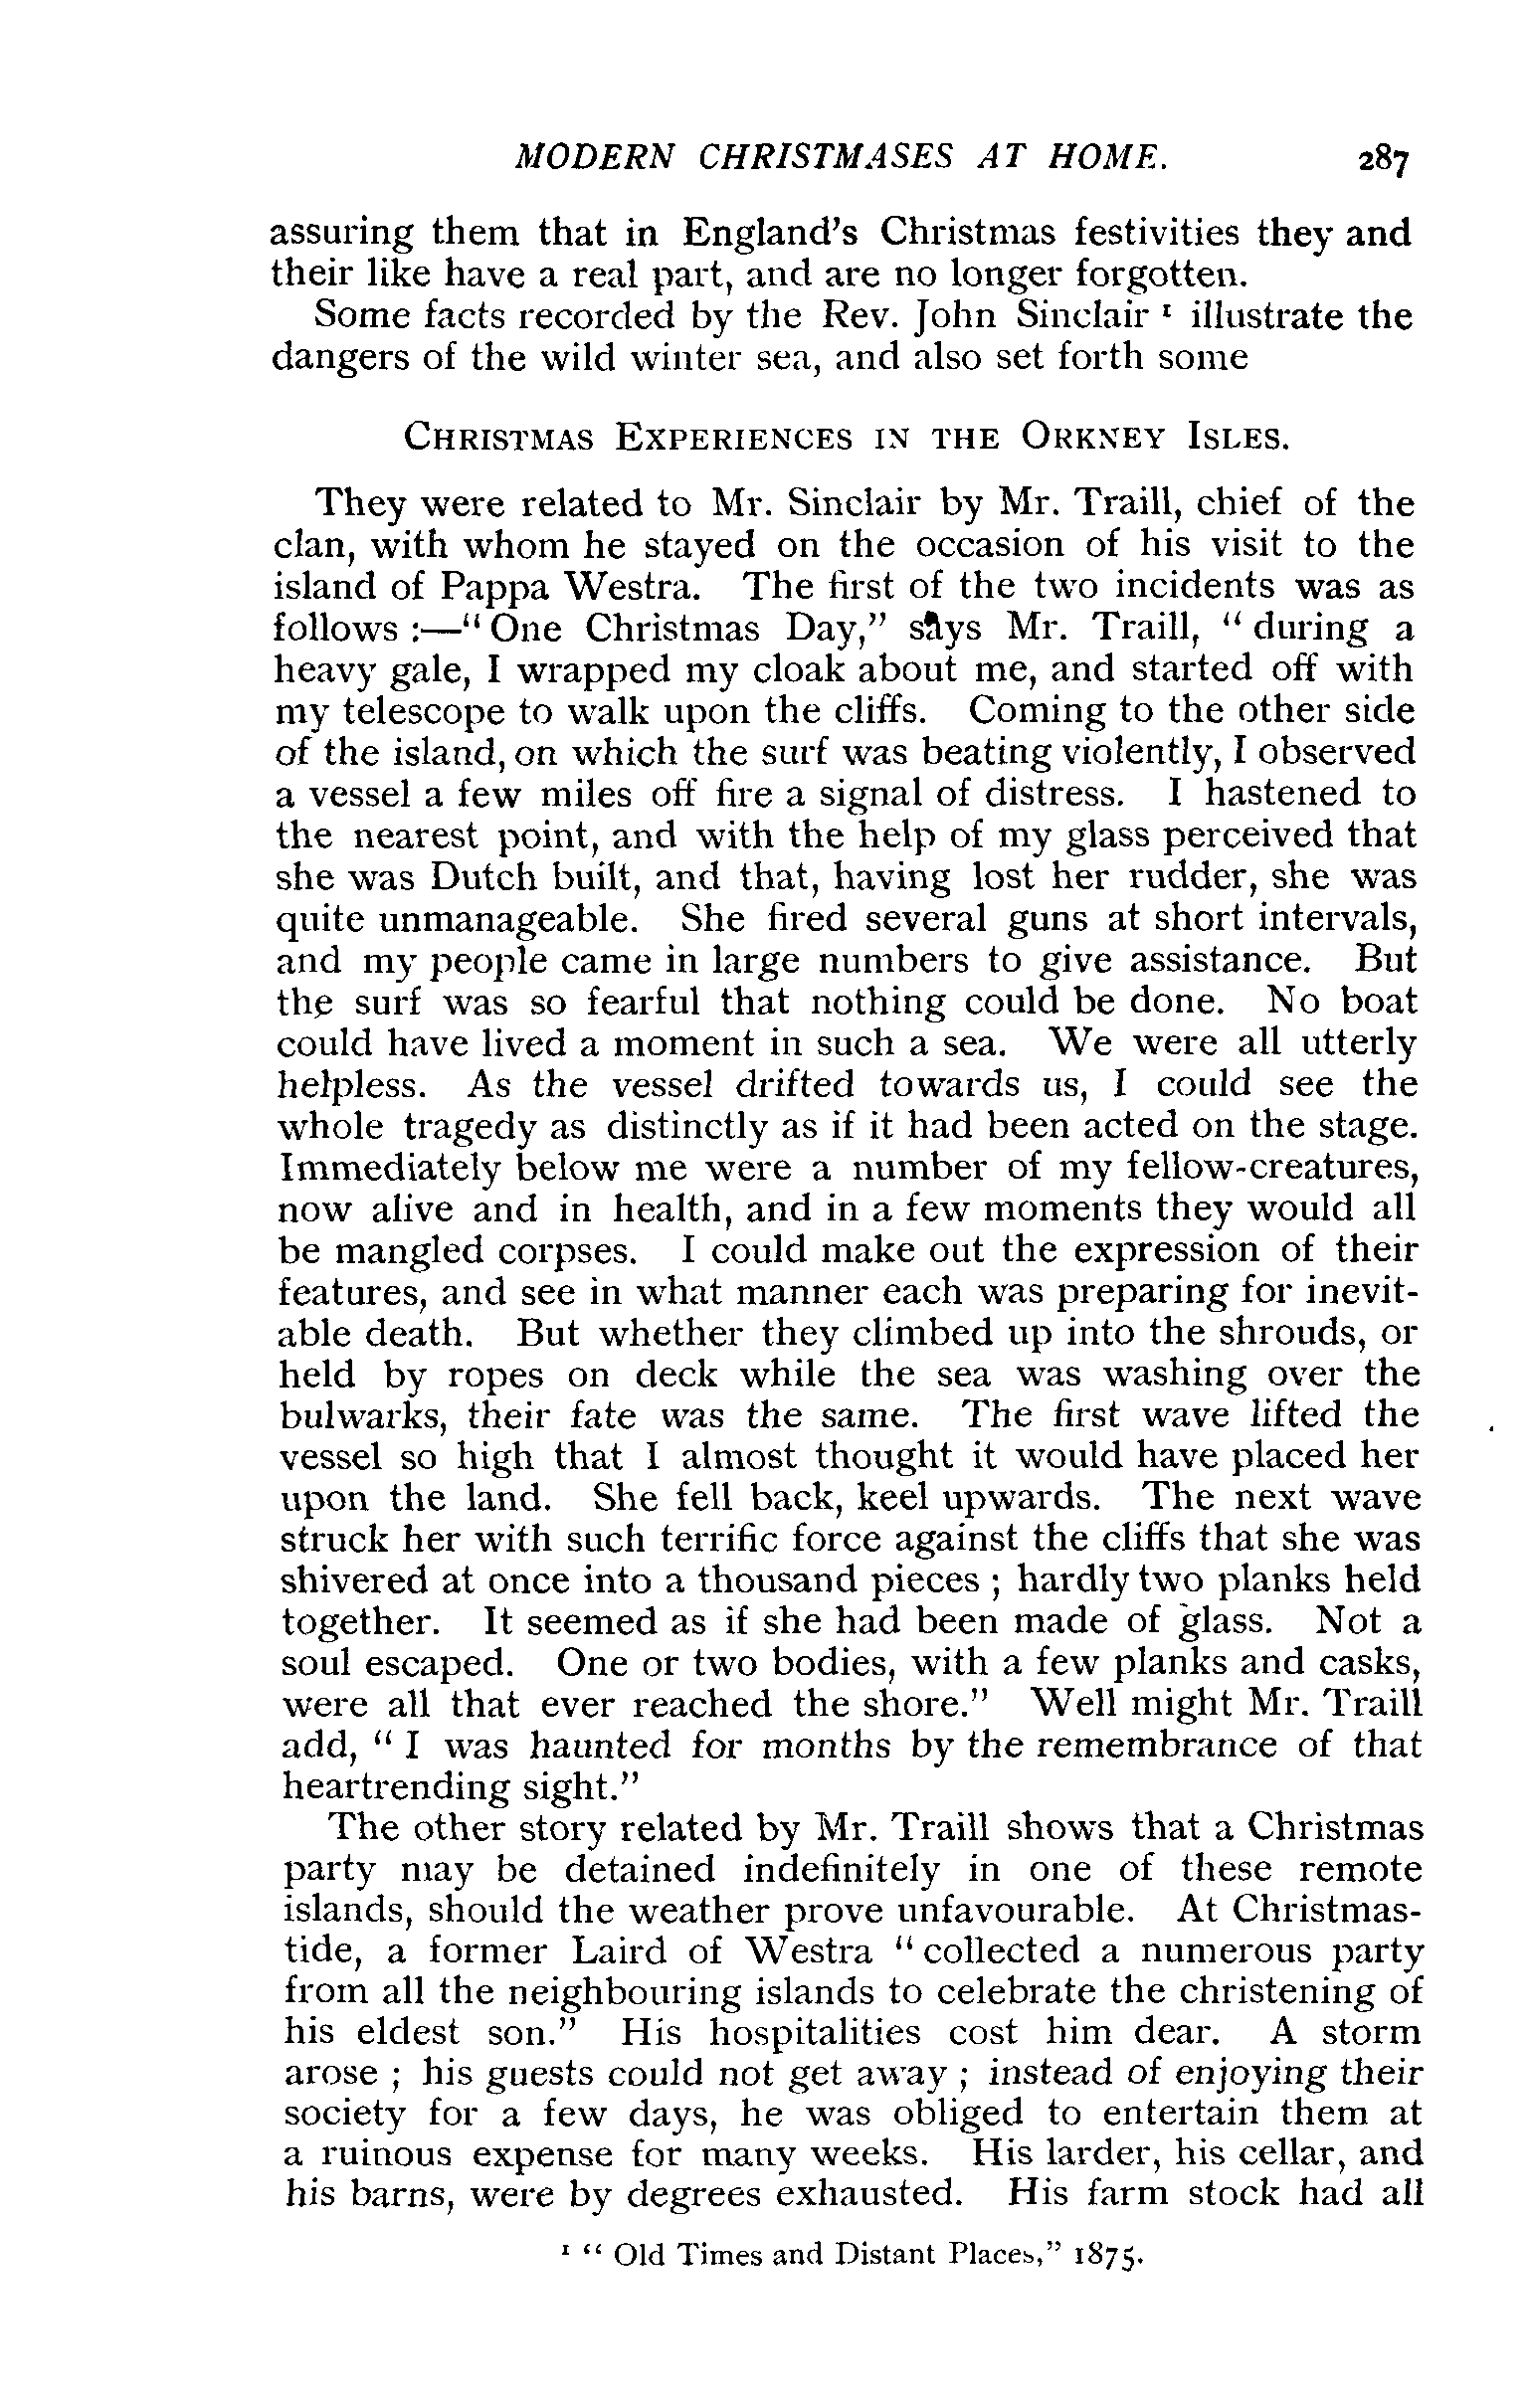 MODERN CHRISTMASES AT HOME. 287
assuring them that in England's Christmas festivities they and
their like have a real part, and are no longer forgotten.
Some facts recorded by the Rev. John Sinclair ¹ illustrate the
dangers of the wild winter sea, and also set forth some
CHRISTMAS EXPERIENCES IN THE ORKNEY ISLES.
They were related to Mr. Sinclair by Mr. Traill, chief of the
clan, with whom he stayed on the occasion of his visit to the
island of Pappa Westra. The first of the two incidents was as
follows :—“ One Christmas Day,” says Mr. Traill, “ during a
heavy gale, I wrapped my cloak about me, and started off with
my telescope to walk upon the cliffs. Coming to the other side
of the island, on which the surf was beating violently, I observed
a vessel a few miles off fire a signal of distress. I hastened to
the nearest point, and with the help of my glass perceived that
she was Dutch built, and that, having lost her rudder, she was
quite unmanageable. She fired several guns at short intervals,
and my people came in large numbers to give assistance. But
the surf was so fearful that nothing could be done. No boat
could have lived a moment in such a sea. We were all utterly
helpless. As the vessel drifted towards us, I could see the
whole tragedy as distinctly as if it had been acted on the stage.
Immediately below me were a number of my fellow-creatures,
now alive and in health, and in a few moments they would all
be mangled corpses. I could make out the expression of their
features, and see in what manner each was preparing for inevit-
able death. But whether they climbed up into the shrouds, or
held by ropes on deck while the sea was washing over the
bulwarks, their fate was the same. The first wave lifted the
vessel so high that I almost thought it would have placed her
upon the land. She fell back, keel upwards. The next wave
struck her with such terrific force against the cliffs that she was
shivered at once into a thousand pieces ; hardly two planks held
together. It seemed as if she had been made of glass. Not a
soul escaped. One or two bodies, with a few planks and casks,
were all that ever reached the shore.” Well might Mr. Traill
add, “ I was haunted for months by the remembrance of that
heartrending sight.”
The other story related by Mr. Traill shows that a Christmas
party may be detained indefinitely in one of these remote
islands, should the weather prove unfavourable. At Christmas-
tide, a former Laird of Westra “ collected a numerous party
from all the neighbouring islands to celebrate the christening of
his eldest son.” His hospitalities cost him dear. A storm
arose ; his guests could not get away ; instead of enjoying their
society for a few days, he was obliged to entertain them at
a ruinous expense for many weeks. His larder, his cellar, and
his barns, were by degrees exhausted. His farm stock had all
¹ “ Old Times and Distant Places,” 1875.